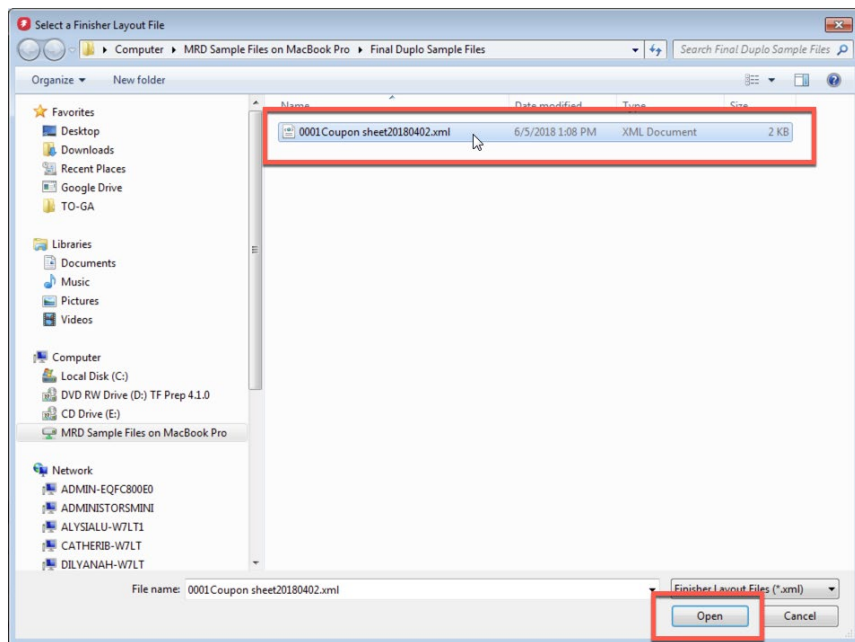 Select a Finisher Layout File
Computer MRD Sample Files on MacBook Pro Final Duplo Sample Files Search Final Duplo Sample Files
Organize New folder
Name Date modified Type Size
0001Coupon sheet20180402.xml 6/5/2018 1:08 PM XML Document 2 KB
Favorites
Desktop
Downloads
Recent Places
Google Drive
TO-GA
Libraries
Documents
Music
Pictures
Videos
Computer
Local Disk (C:)
DVD RW Drive (D:) TF Prep 4.1.0
CD Drive (E:)
MRD Sample Files on MacBook Pro
Network
ADMIN-EQFC800E0
ADMINISTORSMINI
ALYSIALU-W7LT1
CATHERIB-W7LT
DILYANAH-W7LT
File name: 0001Coupon sheet20180402.xml Finisher Layout Files (*.xml)
Open Cancel